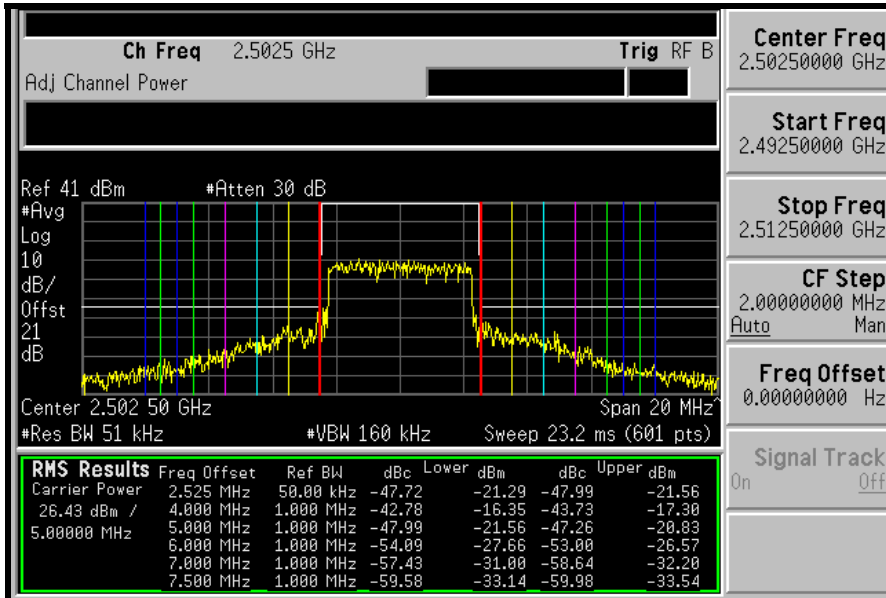 Ch Freq 2.5025 GHz Trig RF B
Adj Channel Power
Ref 41 dBm #Atten 30 dB
#Avg
Log
10
dB/
Offst
21
dB
Center 2.502 50 GHz Span 20 MHz^
#Res BW 51 kHz #VBW 160 kHz Sweep 23.2 ms (601 pts)
RMS Results Freq Offset Ref BW dBc Lower dBm dBc Upper dBm
Carrier Power 2.525 MHz 50.00 kHz -47.72 -21.29 -47.99 -21.56
26.43 dBm / 4.000 MHz 1.000 MHz -42.78 -16.35 -43.73 -17.30
5.00000 MHz 5.000 MHz 1.000 MHz -47.99 -21.56 -47.26 -20.83
6.000 MHz 1.000 MHz -54.09 -27.66 -53.00 -26.57
7.000 MHz 1.000 MHz -57.43 -31.00 -58.64 -32.20
7.500 MHz 1.000 MHz -59.58 -33.14 -59.98 -33.54
Center Freq
2.50250000 GHz
Start Freq
2.49250000 GHz
Stop Freq
2.51250000 GHz
CF Step
2.00000000 MHz
Auto Man
Freq Offset
0.00000000 Hz
Signal Track
On Off